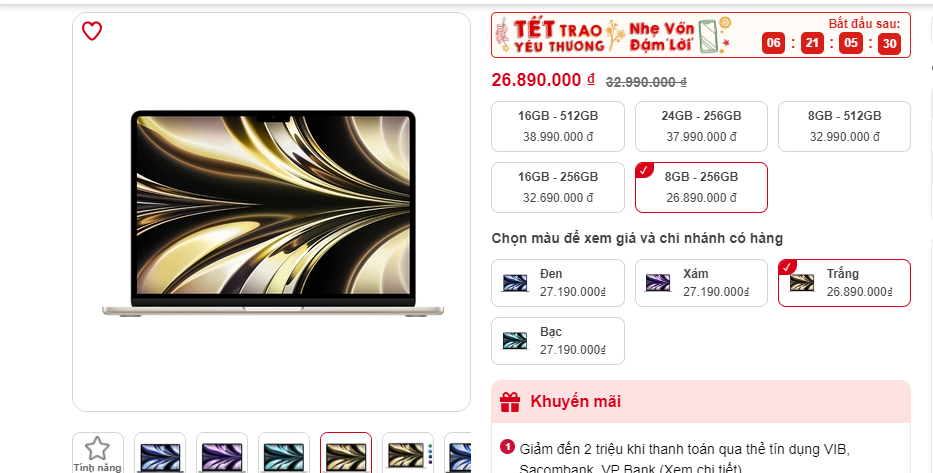 TẾT TRAO
YÊU THƯƠNG
Nhẹ Vốn
Đậm Lời
Bắt đầu sau:
06 : 21 : 05 : 30
26.890.000 ₫ 32.990.000 ₫
16GB - 512GB
38.990.000 đ
24GB - 256GB
37.990.000 đ
8GB - 512GB
32.990.000 đ
16GB - 256GB
32.690.000 đ
8GB - 256GB
26.890.000 đ
Chọn màu để xem giá và chi nhánh có hàng
Đen
27.190.000₫
Xám
27.190.000₫
Trắng
26.890.000₫
Bạc
27.190.000₫
Khuyến mãi
1 Giảm đến 2 triệu khi thanh toán qua thẻ tín dụng VIB,
Sacombank, VP Bank (Xem chi tiết)
Tính năng